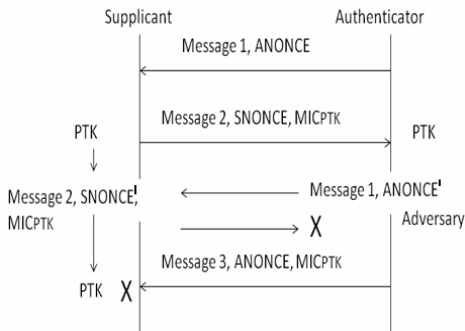 Supplicant Authenticator
Message 1, ANONCE
Message 2, SNONCE, MICPTK
PTK PTK
Message 1, ANONCE'
Message 2, SNONCE',
MICPTK
X
Adversary
Message 3, ANONCE, MICPTK
PTK X